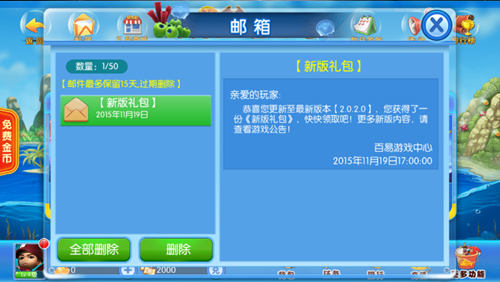 邮箱
数量：1/50
【邮件最多保留15天,过期删除】
【新版礼包】
2015年11月19日
【新版礼包】
亲爱的玩家:
恭喜您更新至最新版本【2.0.2.0】，您获得了一
份《新版礼包》，快快领取吧！更多新版内容，请
查看游戏公告！
百易游戏中心
2015年11月19日17:00:00
免费金币
全部删除
删除
0
2000
更多功能